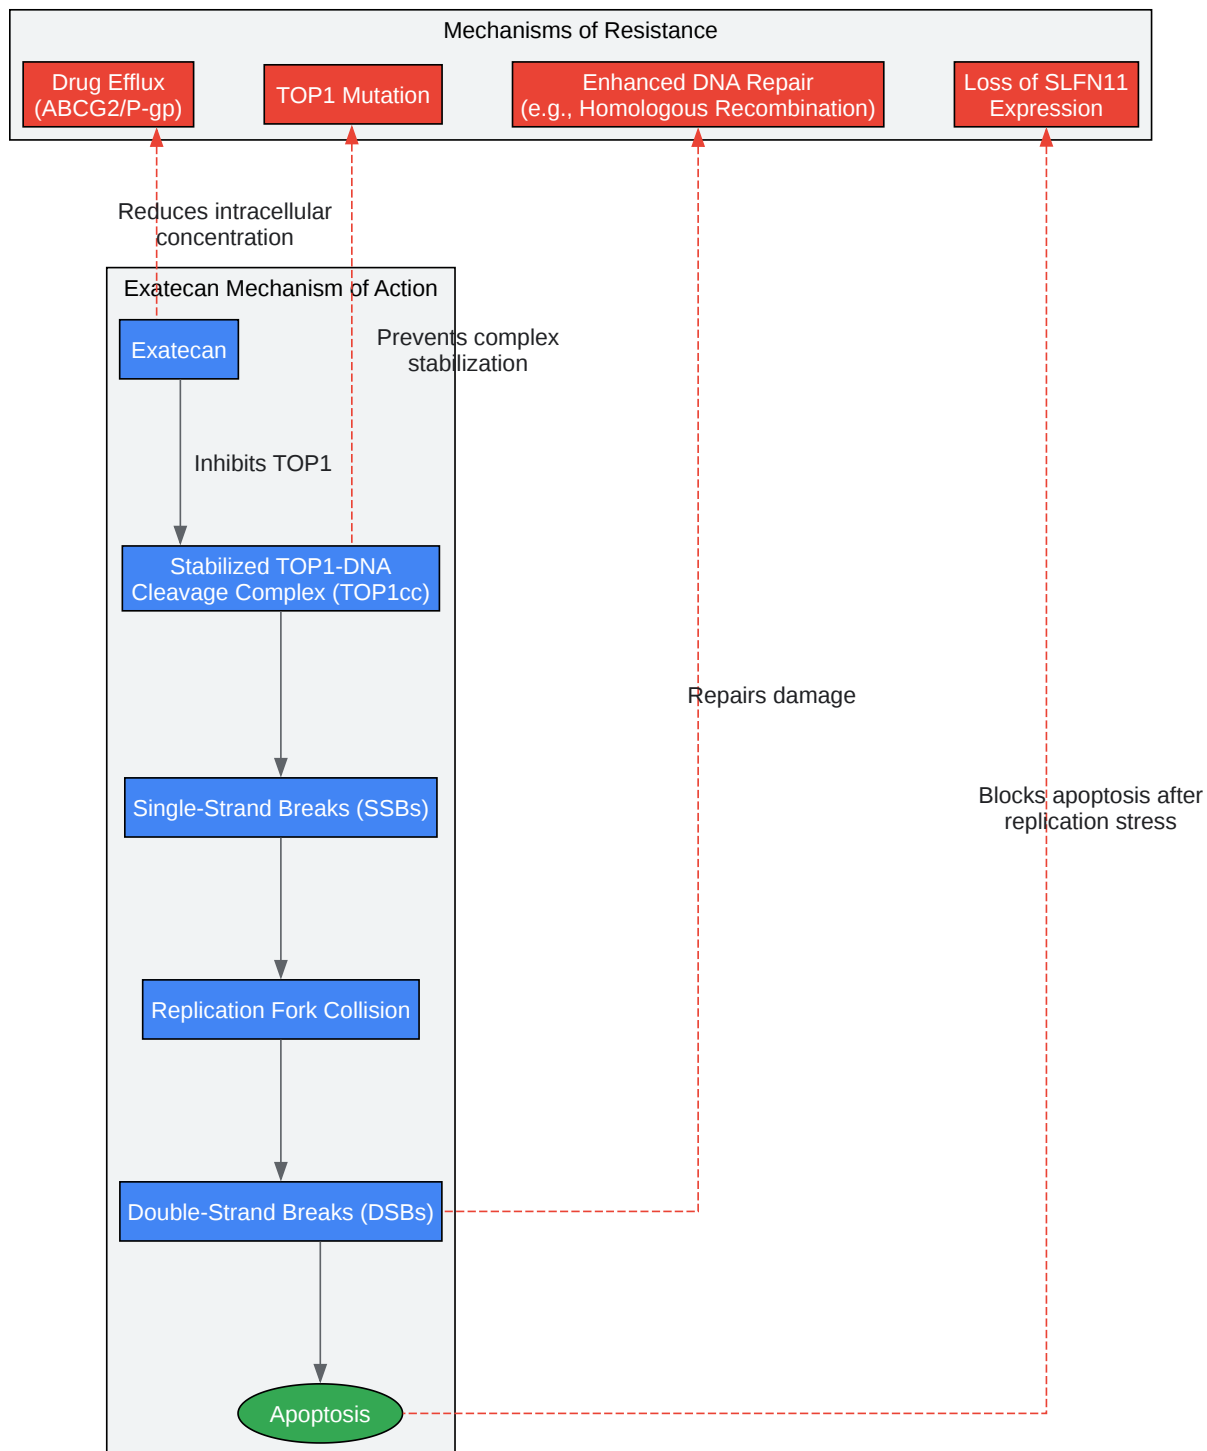 Mechanisms of Resistance
Drug Efflux
(ABCG2/P-gp)
TOP1 Mutation
Enhanced DNA Repair
(e.g., Homologous Recombination)
Loss of SLFN11
Expression
Reduces intracellular
concentration
Exatecan Mechanism of Action
Exatecan
Prevents complex
stabilization
Inhibits TOP1
Stabilized TOP1-DNA
Cleavage Complex (TOP1cc)
Repairs damage
Single-Strand Breaks (SSBs)
Blocks apoptosis after
replication stress
Replication Fork Collision
Double-Strand Breaks (DSBs)
Apoptosis